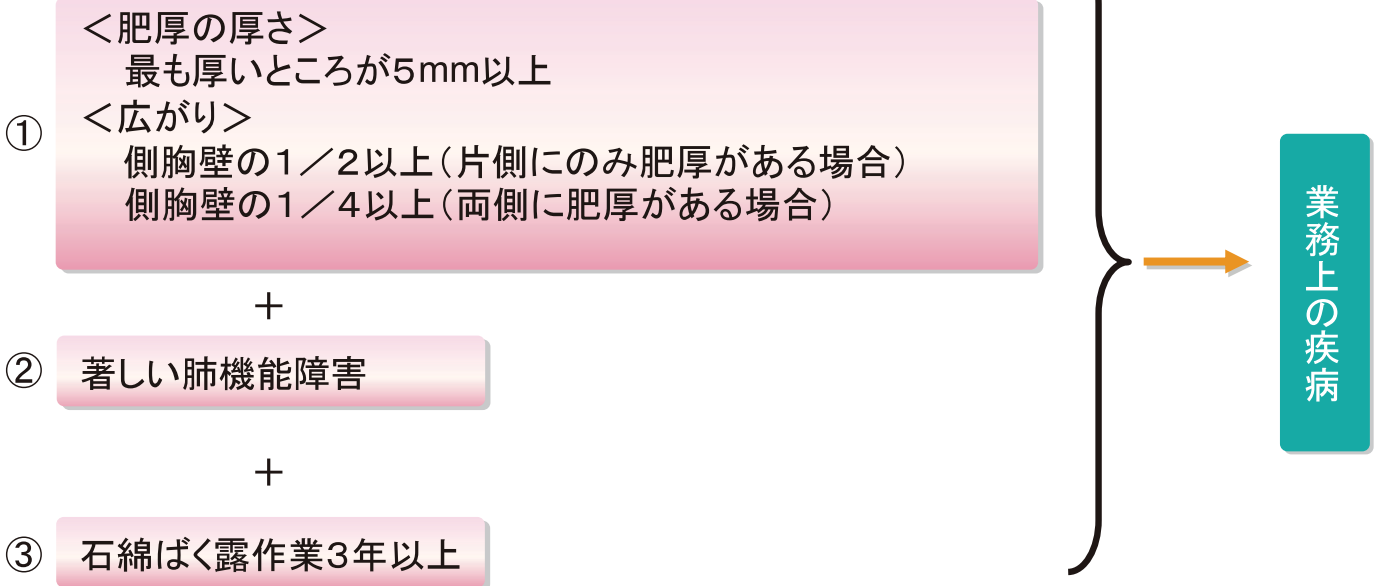 ①
＜肥厚の厚さ＞
最も厚いところが５mm以上
＜広がり＞
側胸壁の１／２以上（片側にのみ肥厚がある場合）
側胸壁の１／４以上（両側に肥厚がある場合）
＋
②
著しい肺機能障害
＋
③
石綿ばく露作業３年以上
業務上の疾病